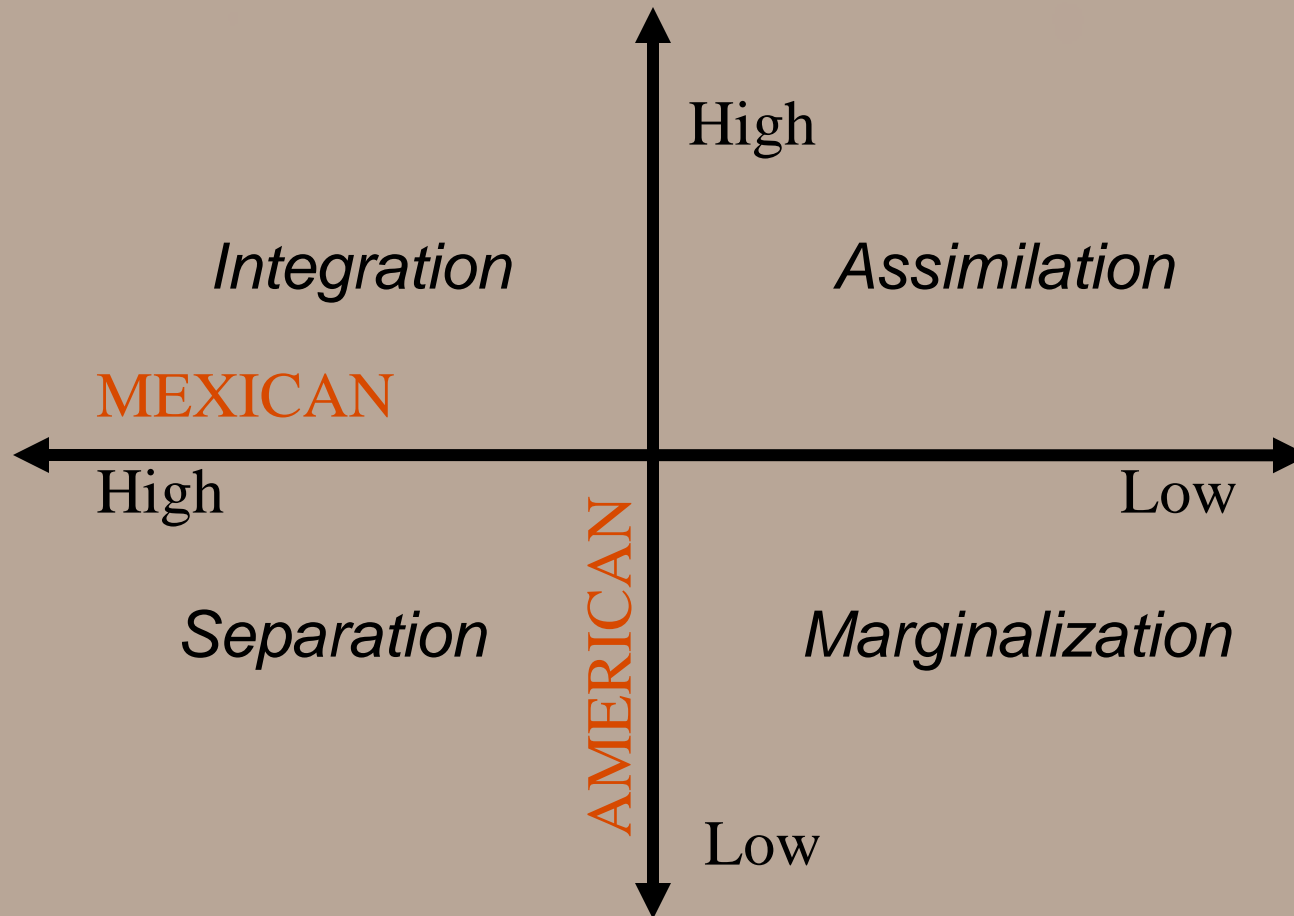 High
Integration
Assimilation
MEXICAN
High
Low
AMERICAN
Separation
Marginalization
Low